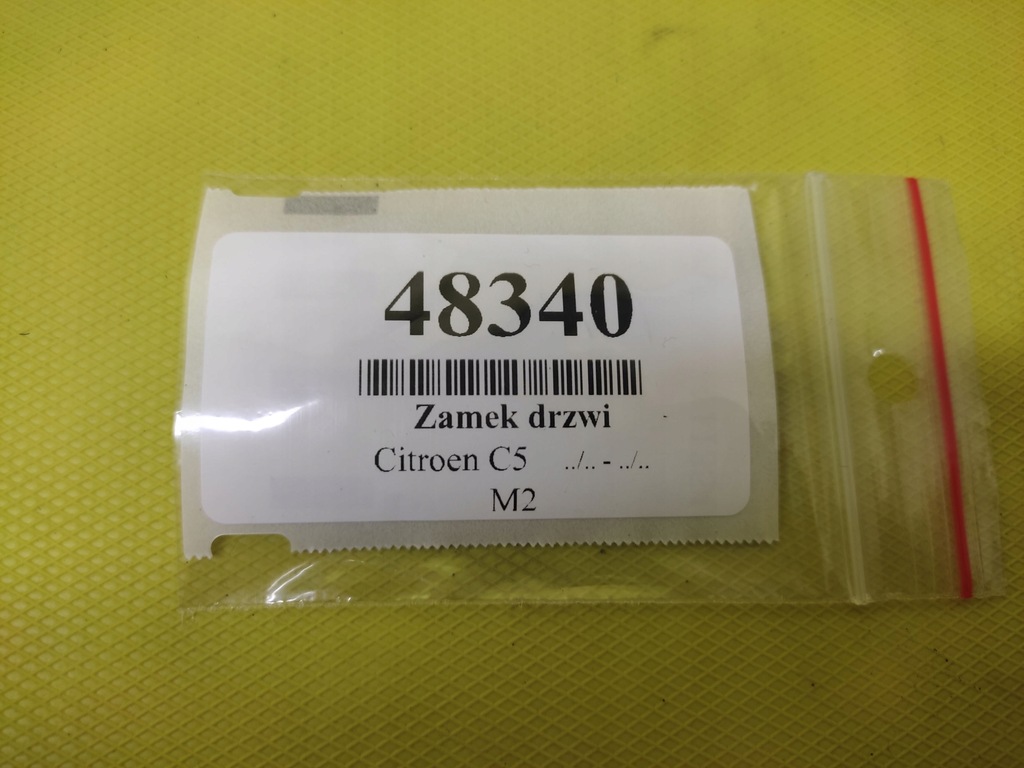 48340
Zamek drzwi
Citroen C5 ../.. - ../..
M2